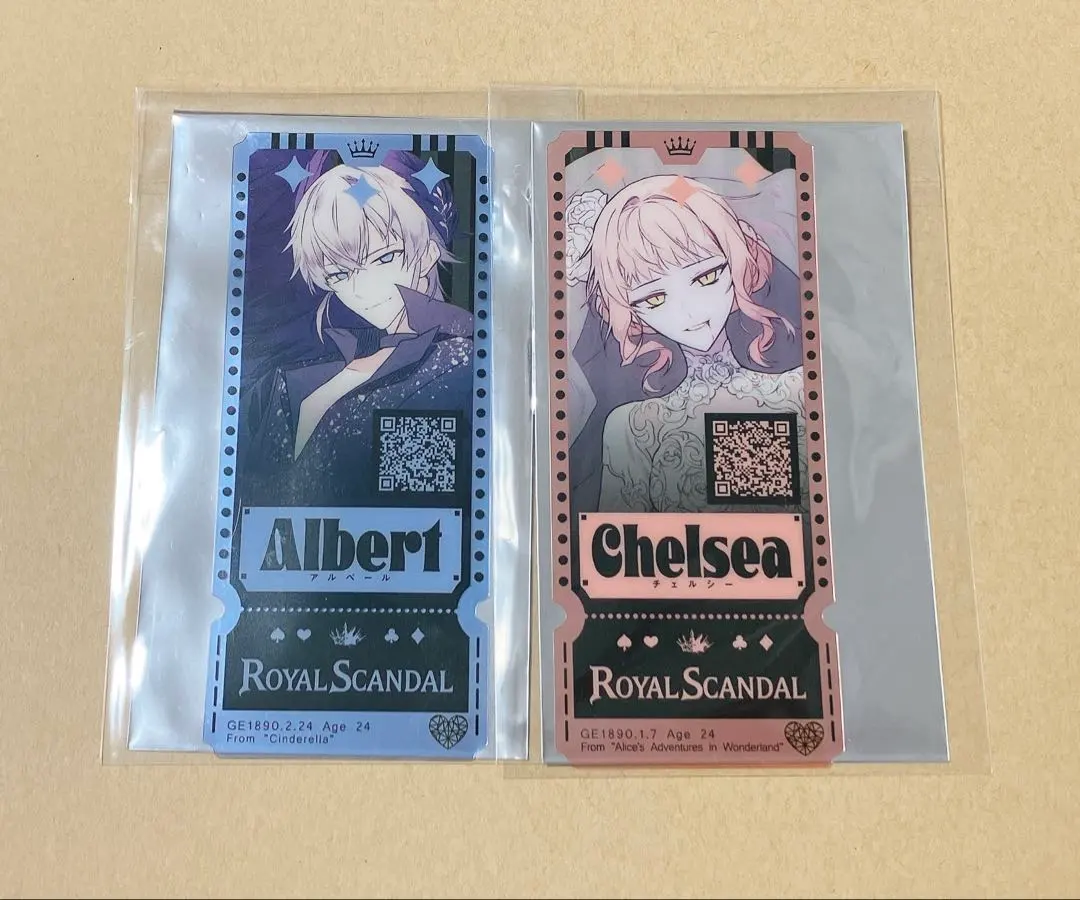 Albert
アルベール
ROYAL SCANDAL
GE1890.2.24 Age 24
From "Cinderella"
Chelsea
チェルシー
ROYAL SCANDAL
GE1890.1.7 Age 24
From "Alice's Adventures in Wonderland"